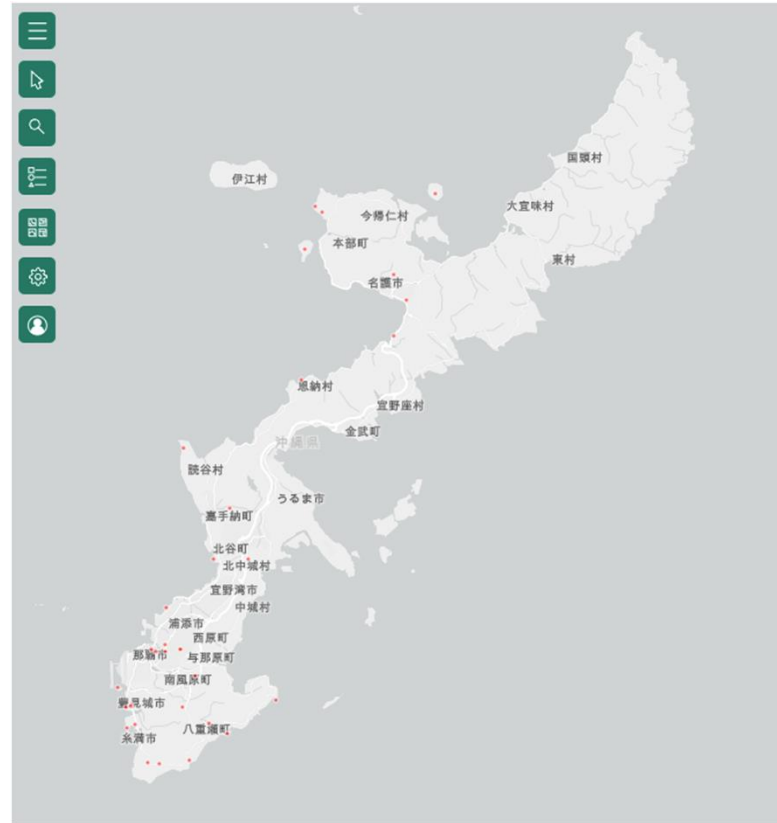 国頭村
伊江村
大宜味村
今帰仁村
本部町
東村
名護市
恩納村
宜野座村
金武町
沖縄県
読谷村
うるま市
嘉手納町
北谷町
北中城村
宜野湾市
中城村
浦添市
西原町
那覇市
与那原町
南風原町
豊見城市
八重瀬町
糸満市